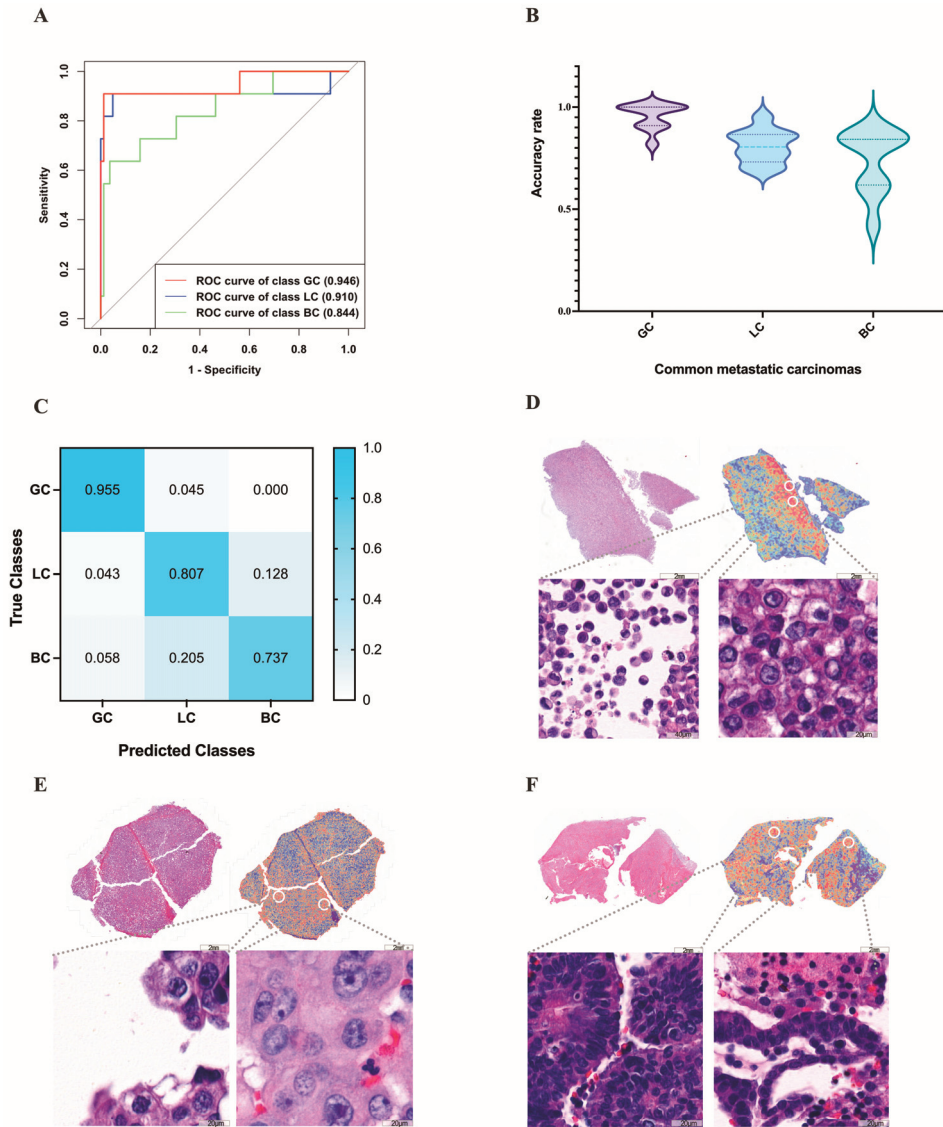 A
1.0
0.8
0.6
0.4
0.2
0.0
Sensitivity
ROC curve of class GC (0.946)
ROC curve of class LC (0.910)
ROC curve of class BC (0.844)
0.0 0.2 0.4 0.6 0.8 1.0
1 - Specificity
B
1.0
0.5
0.0
Accuracy rate
GC LC BC
Common metastatic carcinomas
C
True Classes
GC 0.955 0.045 0.000
LC 0.043 0.807 0.128
BC 0.058 0.205 0.737
GC LC BC
Predicted Classes
1.0
0.8
0.6
0.4
0.2
0
D
2mm 2mm
40μm 20μm
E
2mm 2mm
20μm 20μm
F
2mm 2mm
20μm 20μm